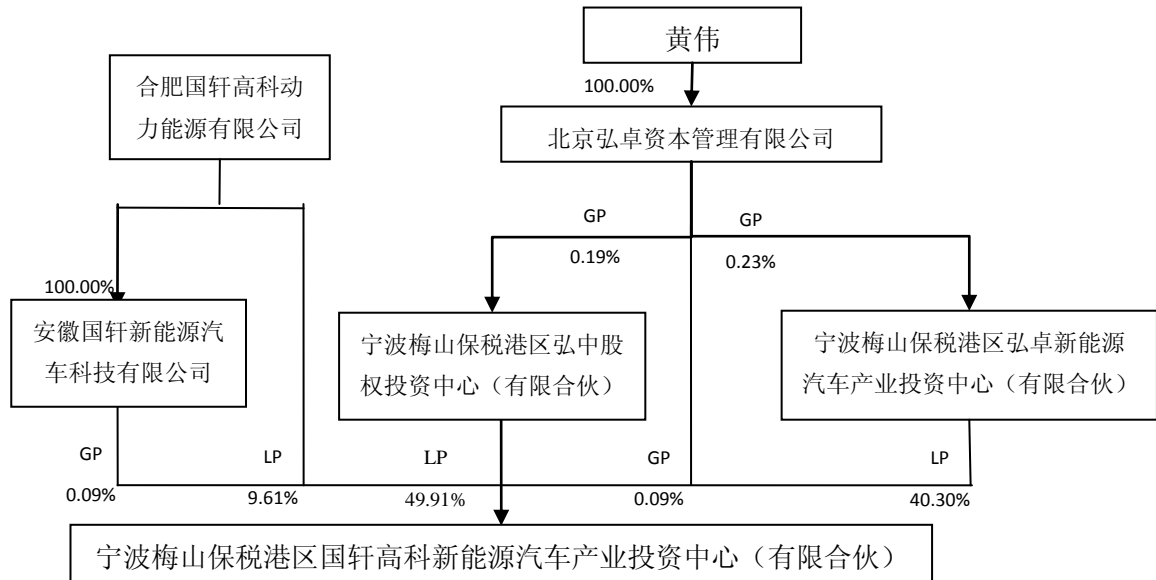 黄伟
合肥国轩高科动
力能源有限公司
100.00%
北京弘卓资本管理有限公司
GP
GP
0.19%
0.23%
100.00%
安徽国轩新能源汽
车科技有限公司
宁波梅山保税港区弘中股
权投资中心（有限合伙）
宁波梅山保税港区弘卓新能源
汽车产业投资中心（有限合伙）
GP
LP
LP
GP
LP
0.09%
9.61%
49.91%
0.09%
40.30%
宁波梅山保税港区国轩高科新能源汽车产业投资中心（有限合伙）